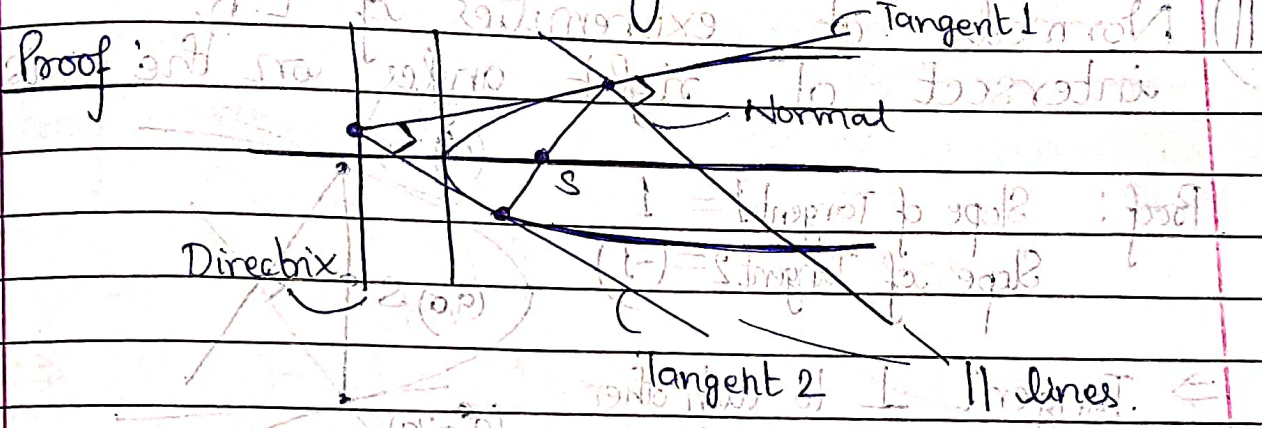 Tangent 1
Proof :
Normal
S
Directrix
Tangent 2
|| lines.